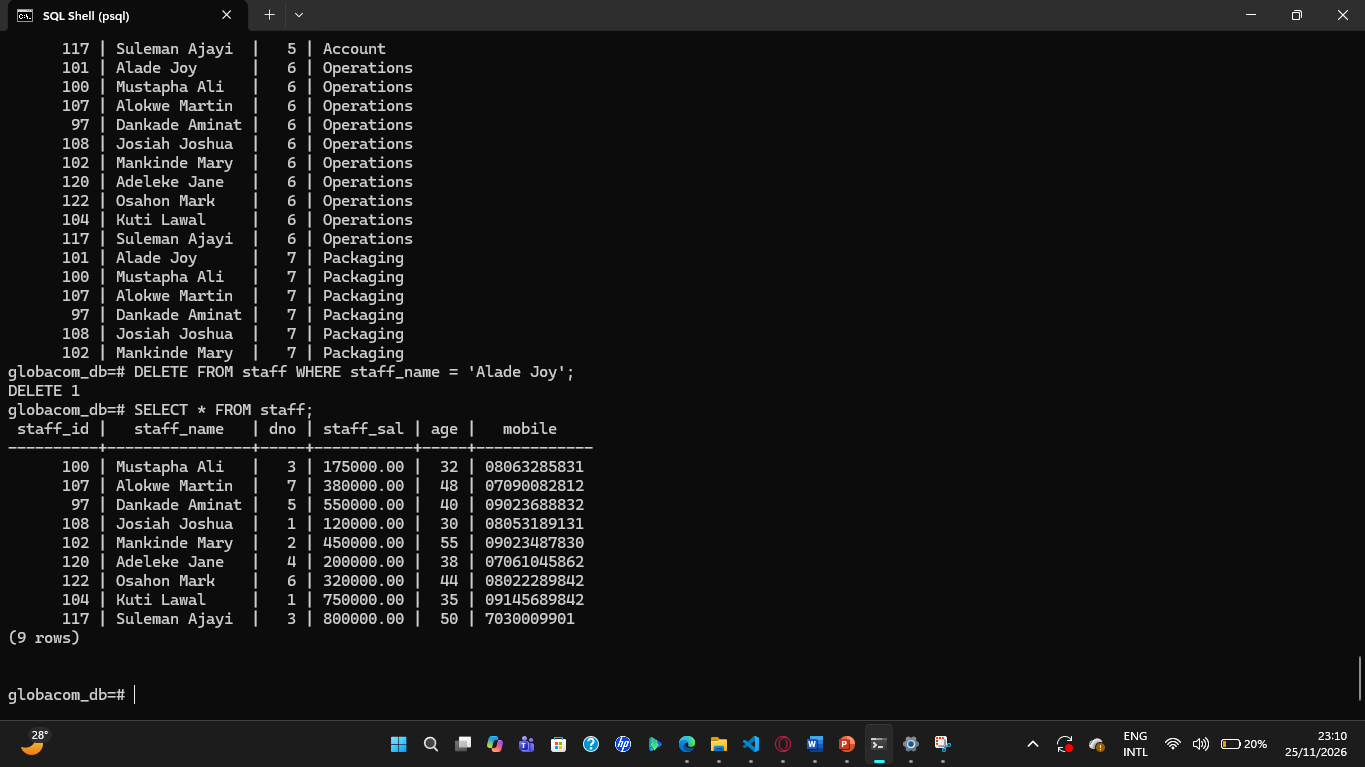 SQL Shell (psql)
117 | Suleman Ajayi | 5 | Account
101 | Alade Joy | 6 | Operations
100 | Mustapha Ali | 6 | Operations
107 | Alokwe Martin | 6 | Operations
97 | Dankade Aminat | 6 | Operations
108 | Josiah Joshua | 6 | Operations
102 | Mankinde Mary | 6 | Operations
120 | Adeleke Jane | 6 | Operations
122 | Osahon Mark | 6 | Operations
104 | Kuti Lawal | 6 | Operations
117 | Suleman Ajayi | 6 | Operations
101 | Alade Joy | 7 | Packaging
100 | Mustapha Ali | 7 | Packaging
107 | Alokwe Martin | 7 | Packaging
97 | Dankade Aminat | 7 | Packaging
108 | Josiah Joshua | 7 | Packaging
102 | Mankinde Mary | 7 | Packaging
globacom_db=# DELETE FROM staff WHERE staff_name = 'Alade Joy';
DELETE 1
globacom_db=# SELECT * FROM staff;
staff_id | staff_name | dno | staff_sal | age | mobile
----------+----------------+-----+-----------+-----+-------------
100 | Mustapha Ali | 3 | 175000.00 | 32 | 08063285831
107 | Alokwe Martin | 7 | 380000.00 | 48 | 07090082812
97 | Dankade Aminat | 5 | 550000.00 | 40 | 09023688832
108 | Josiah Joshua | 1 | 120000.00 | 30 | 08053189131
102 | Mankinde Mary | 2 | 450000.00 | 55 | 09023487830
120 | Adeleke Jane | 4 | 200000.00 | 38 | 07061045862
122 | Osahon Mark | 6 | 320000.00 | 44 | 08022289842
104 | Kuti Lawal | 1 | 750000.00 | 35 | 09145689842
117 | Suleman Ajayi | 3 | 800000.00 | 50 | 7030009901
(9 rows)
globacom_db=#
28°
ENG
INTL
20%
23:10
25/11/2026